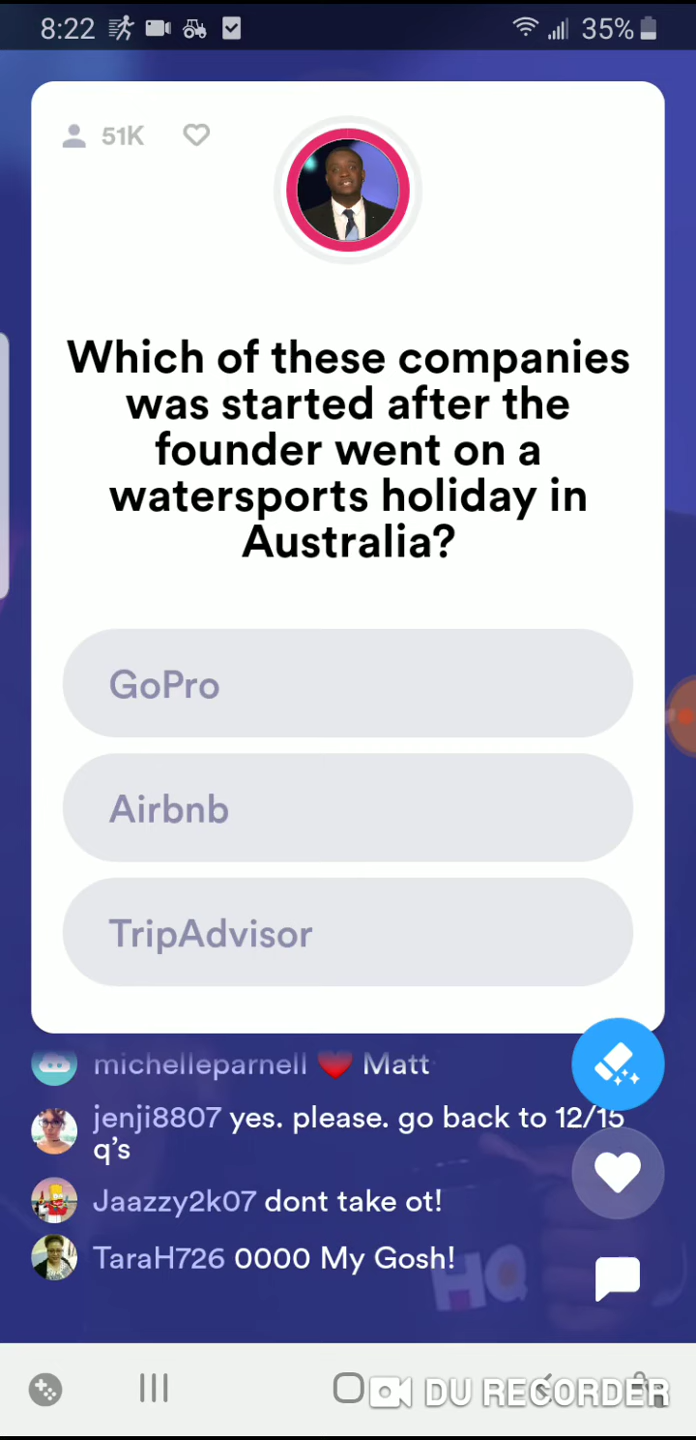 8:22 35%
51K
Which of these companies
was started after the
founder went on a
watersports holiday in
Australia?
GoPro
Airbnb
TripAdvisor
michelleparnell ❤️ Matt
jenji8807 yes. please. go back to 12/15
q's
Jaazzy2k07 dont take ot!
TaraH726 0000 My Gosh!
HQ
DU RECORDER